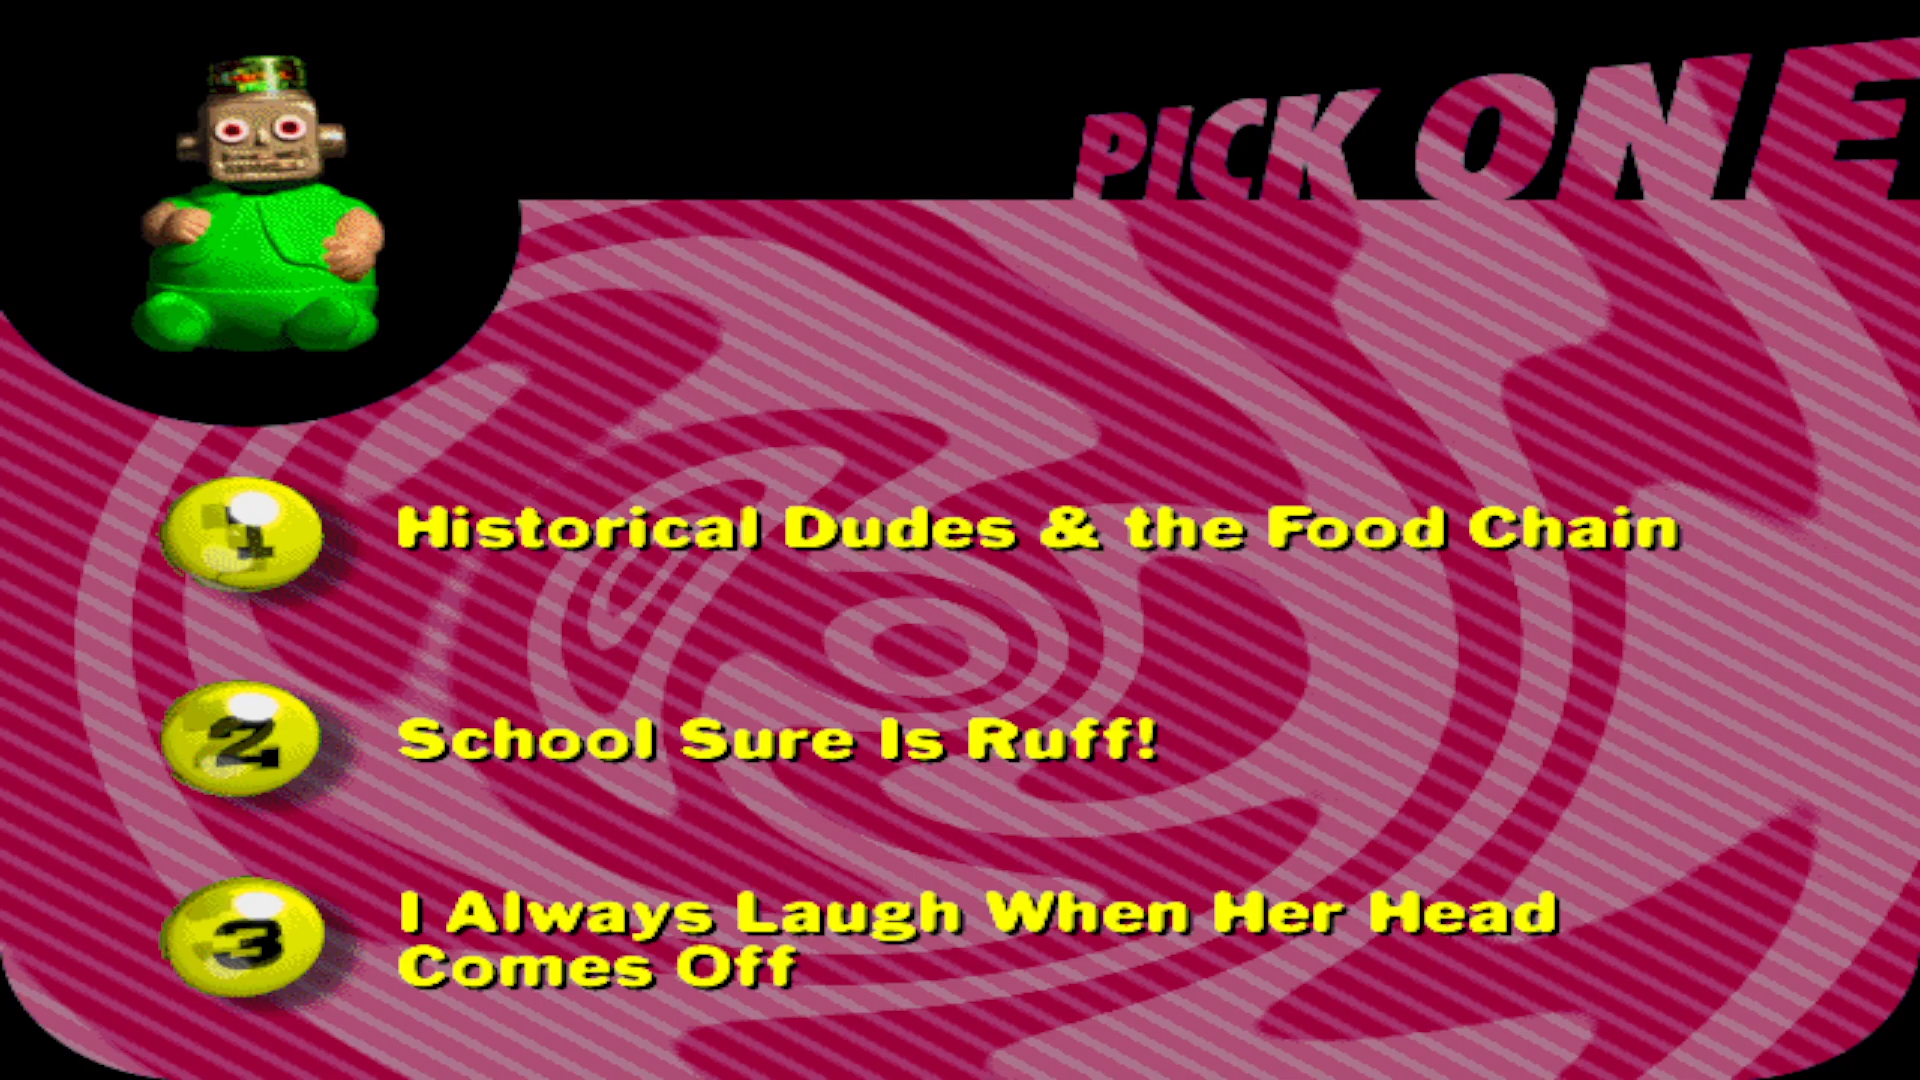 PICK ONE
1
Historical Dudes & the Food Chain
2
School Sure Is Ruff!
3
I Always Laugh When Her Head
Comes Off